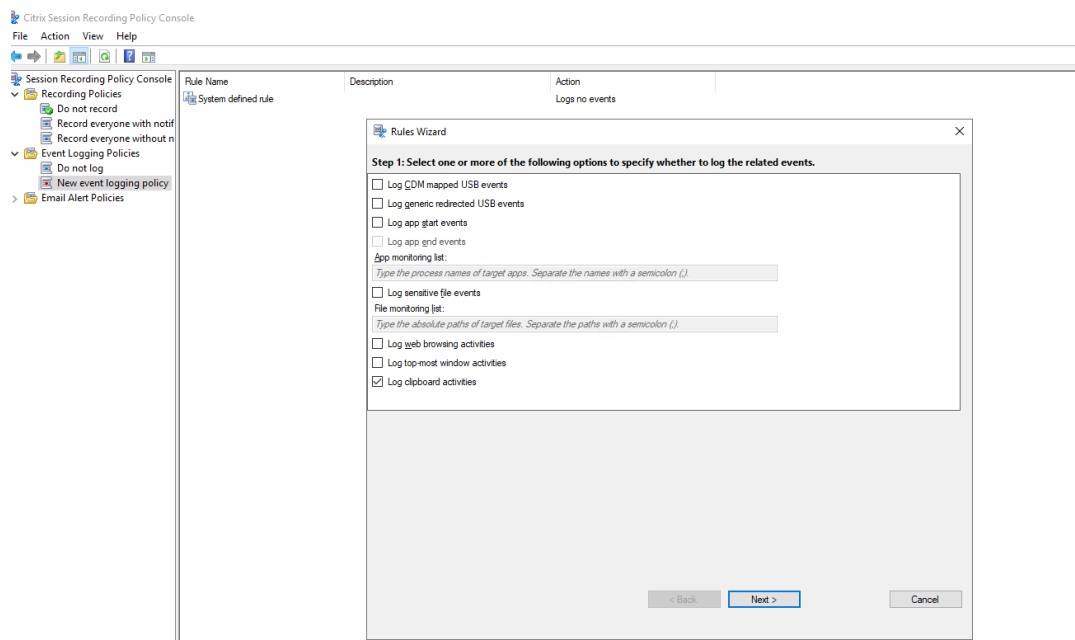 Citrix Session Recording Policy Console
File Action View Help
Session Recording Policy Console
Recording Policies
Do not record
Record everyone with notif
Record everyone without n
Event Logging Policies
Do not log
New event logging policy
Email Alert Policies
Rule Name Description Action
System defined rule Logs no events
Rules Wizard
Step 1: Select one or more of the following options to specify whether to log the related events.
Log CDM mapped USB events
Log generic redirected USB events
Log app start events
Log app end events
App monitoring list:
Type the process names of target apps. Separate the names with a semicolon (;).
Log sensitive file events
File monitoring list:
Type the absolute paths of target files. Separate the paths with a semicolon (;).
Log web browsing activities
Log top-most window activities
Log clipboard activities
< Back Next > Cancel